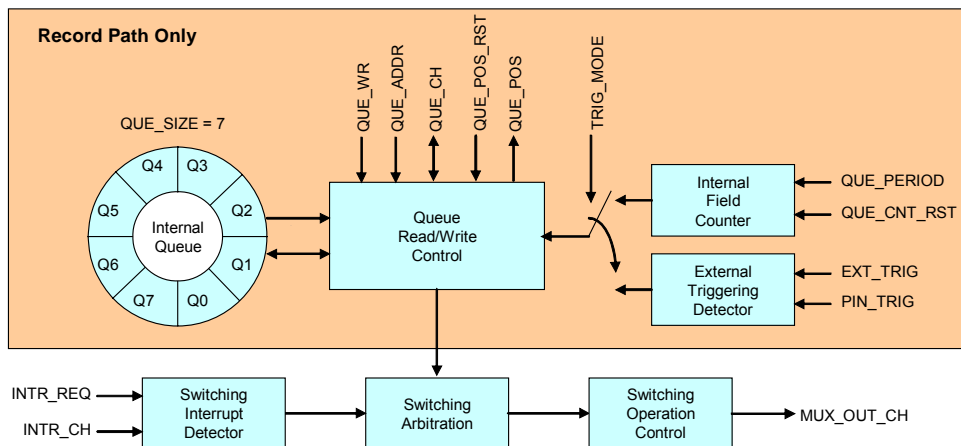 Record Path Only
QUE_WR
QUE_ADDR
QUE_CH
QUE_POS_RST
QUE_POS
TRIG_MODE
QUE_SIZE = 7
Q4
Q3
Q5
Q2
Q6
Q1
Q7
Q0
Internal
Queue
Queue
Read/Write
Control
Internal
Field
Counter
QUE_PERIOD
QUE_CNT_RST
External
Triggering
Detector
EXT_TRIG
PIN_TRIG
INTR_REQ
INTR_CH
Switching
Interrupt
Detector
Switching
Arbitration
Switching
Operation
Control
MUX_OUT_CH